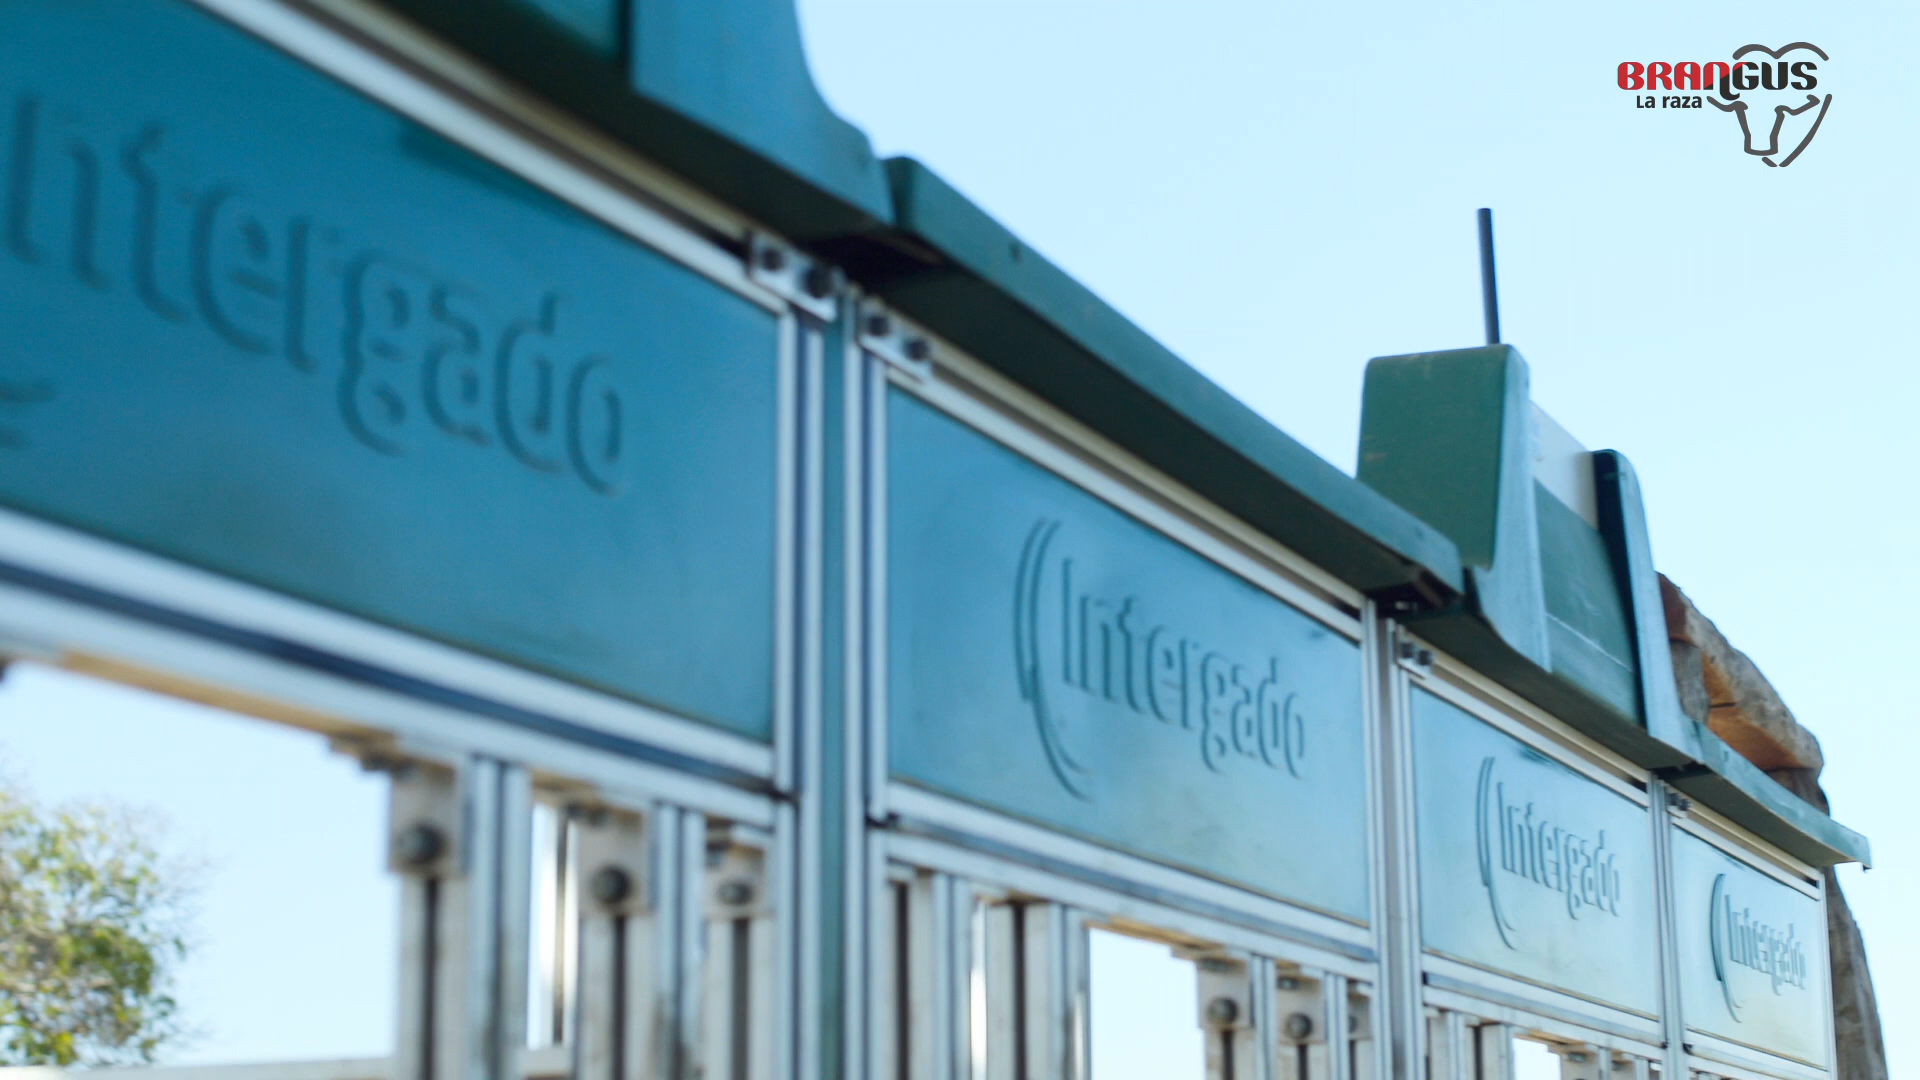 BRANGUS
La raza
Intergado
Intergado
Intergado
Intergado